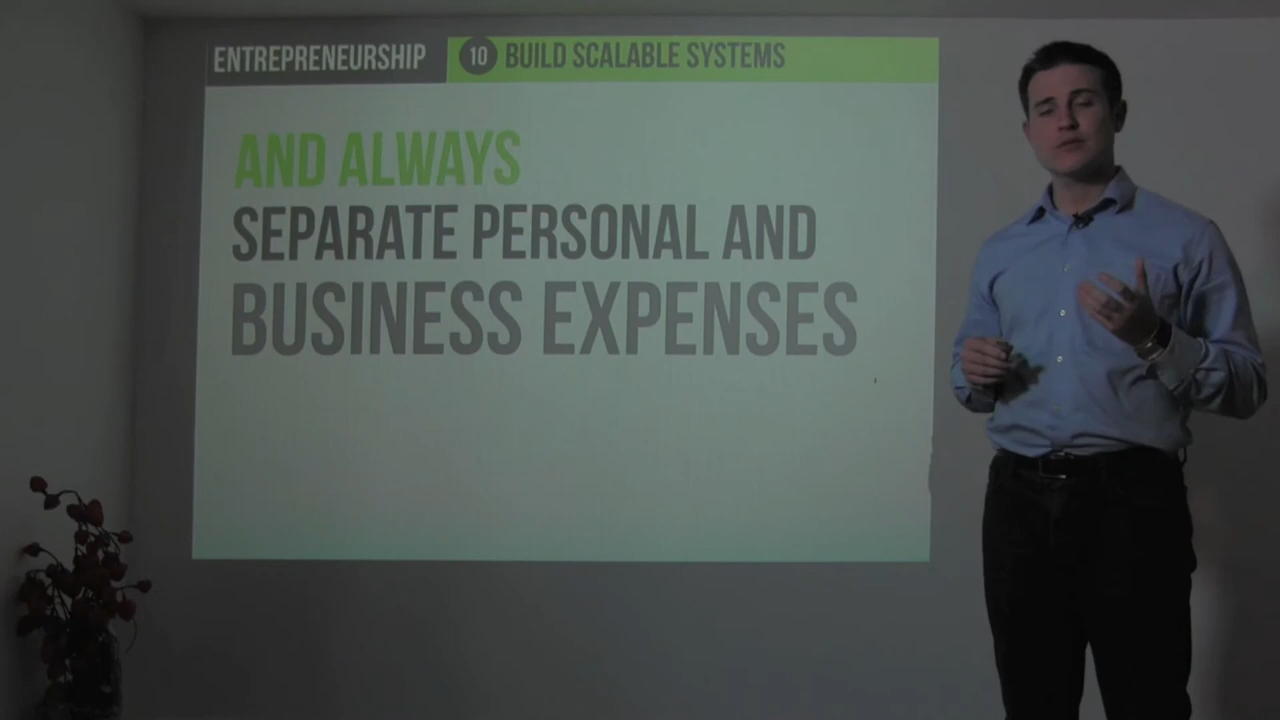 ENTREPRENEURSHIP
10 BUILD SCALABLE SYSTEMS
AND ALWAYS
SEPARATE PERSONAL AND
BUSINESS EXPENSES